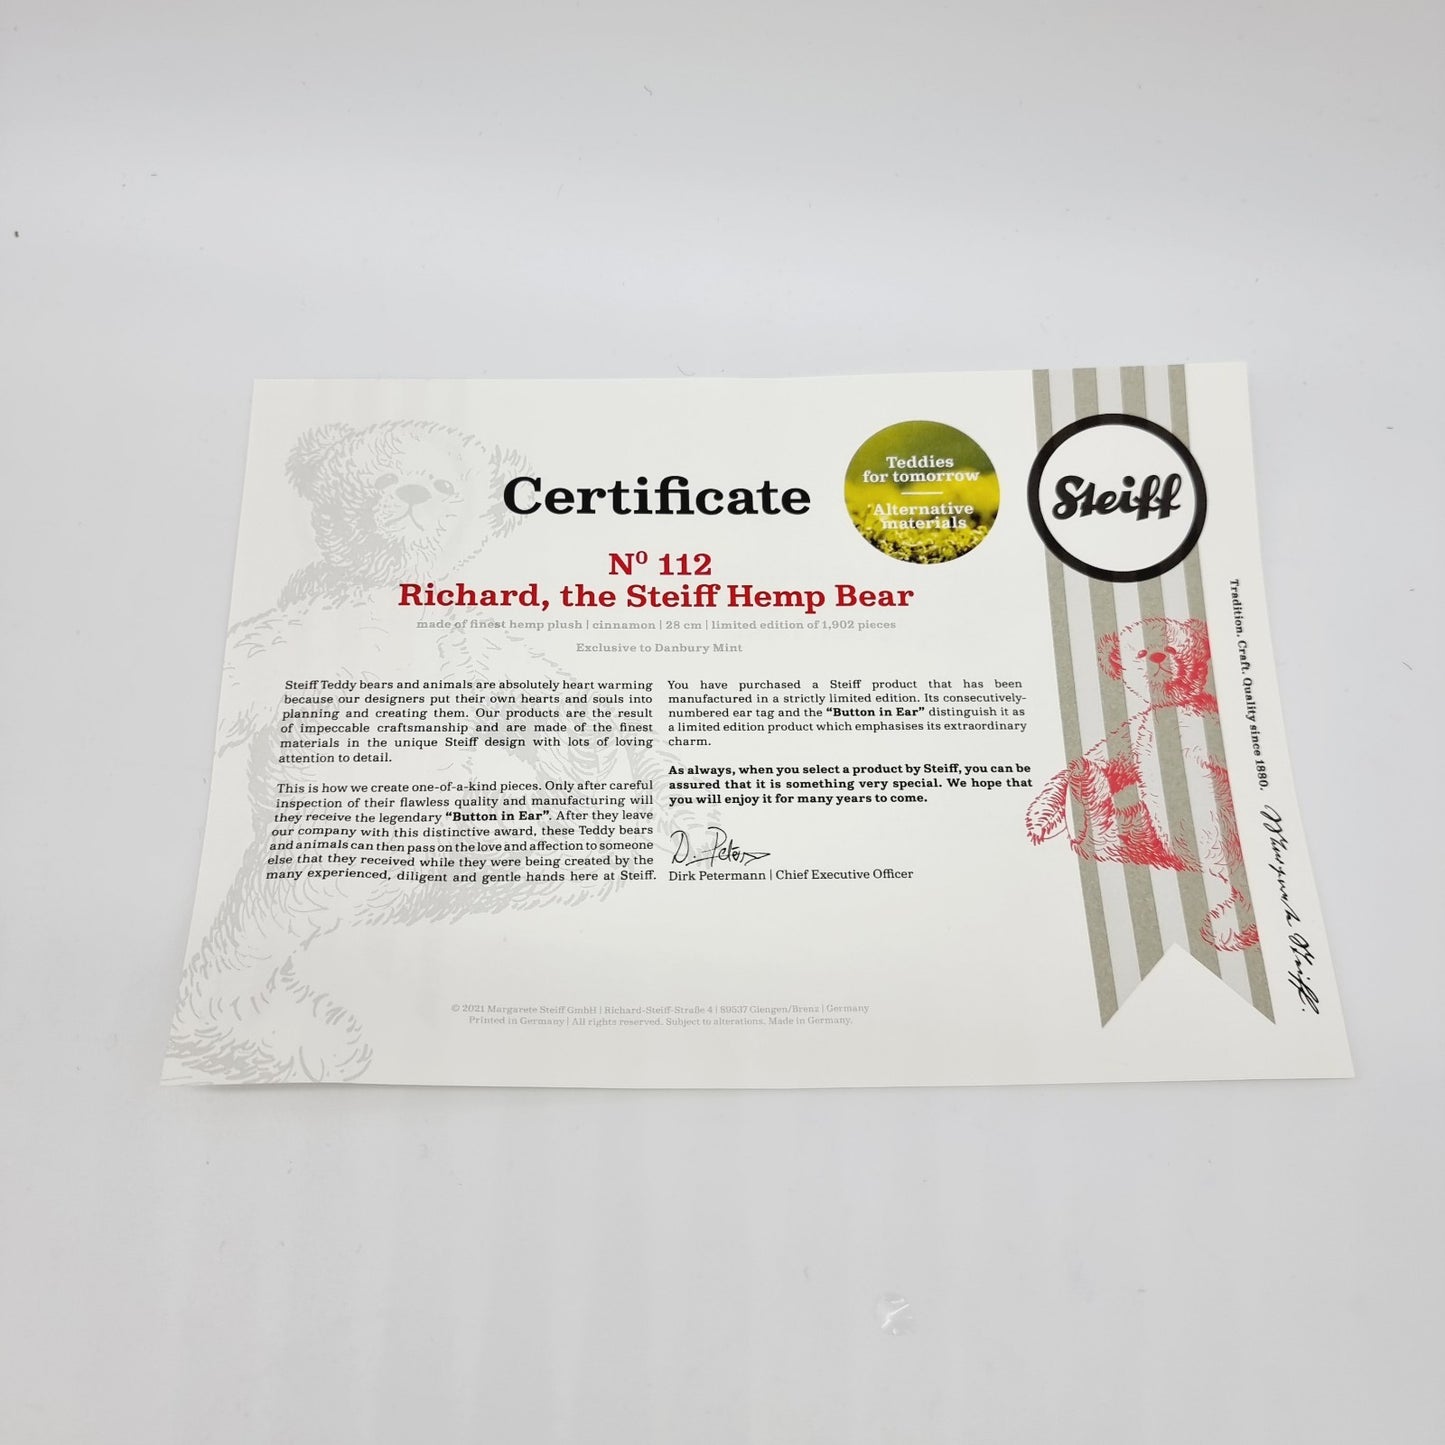 Certificate
Teddies
for tomorrow
Alternative
materials
Steiff
Nº 112
Richard, the Steiff Hemp Bear
made of finest hemp plush | cinnamon | 28 cm | limited edition of 1,902 pieces
Exclusive to Danbury Mint
Steiff Teddy bears and animals are absolutely heart warming
because our designers put their own hearts and souls into
planning and creating them. Our products are the result
of impeccable craftsmanship and are made of the finest
materials in the unique Steiff design with lots of loving
attention to detail.
This is how we create one-of-a-kind pieces. Only after careful
inspection of their flawless quality and manufacturing will
they receive the legendary “Button in Ear”. After they leave
our company with this distinctive award, these Teddy bears
and animals can then pass on the love and affection to someone
else that they received while they were being created by the
many experienced, diligent and gentle hands here at Steiff.
You have purchased a Steiff product that has been
manufactured in a strictly limited edition. Its consecutively-
numbered ear tag and the “Button in Ear” distinguish it as
a limited edition product which emphasises its extraordinary
charm.
As always, when you select a product by Steiff, you can be
assured that it is something very special. We hope that
you will enjoy it for many years to come.
D. Peterm
Dirk Petermann | Chief Executive Officer
© 2021 Margarete Steiff GmbH | Richard-Steiff-Straße 4 | 89537 Giengen/Brenz | Germany
Printed in Germany | All rights reserved. Subject to alterations. Made in Germany.
Tradition. Craft. Quality since 1880.
Margarete Steiff.